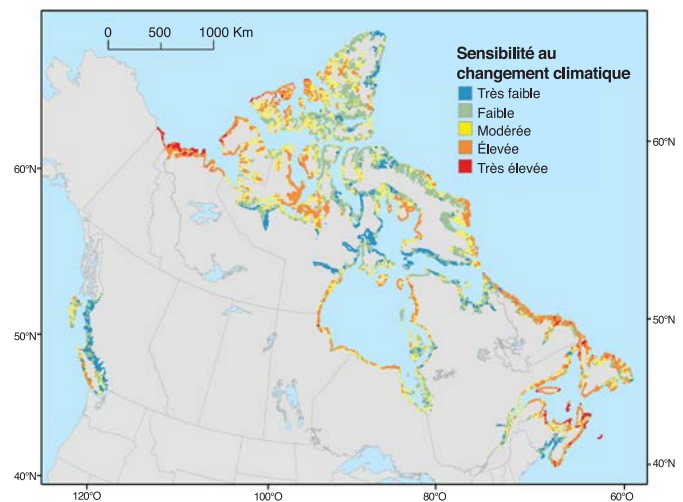 0 500 1000 Km
Sensibilité au
changement climatique
Très faible
Faible
Modérée
Élevée
Très élevée
60°O
60°O
50°O
50°O
40°O
40°O
120°O 100°O 80°O 60°O